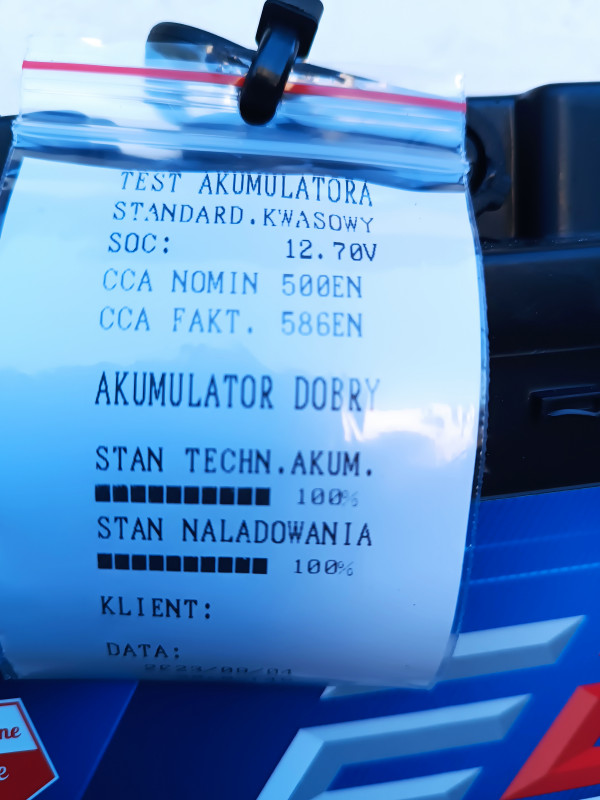 TEST AKUMULATORA
STANDARD.KWASOWY
SOC: 12.70V
CCA NOMIN 500EN
CCA FAKT. 586EN
AKUMULATOR DOBRY
STAN TECHN.AKUM.
100%
STAN NALADOWANIA
100%
KLIENT:
DATA: